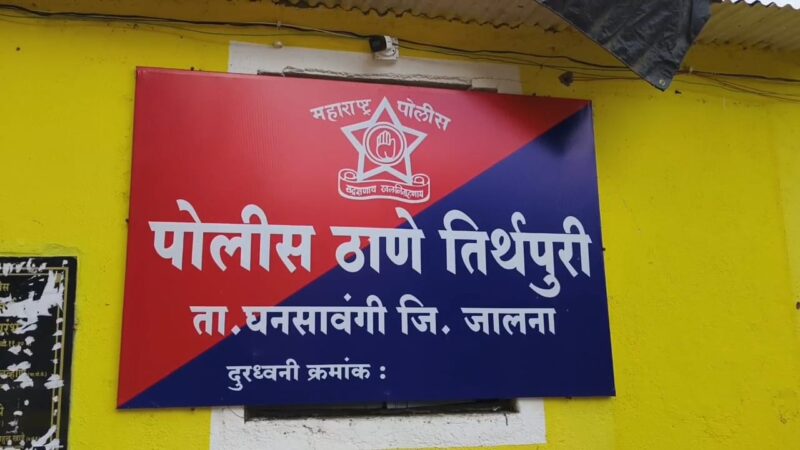 महाराष्ट्र पोलीस
सद्रक्षणाय खलनिग्रहणाय
पोलीस ठाणे तिर्थपुरी
ता. घनसावंगी जि. जालना
दुरध्वनी क्रमांक :